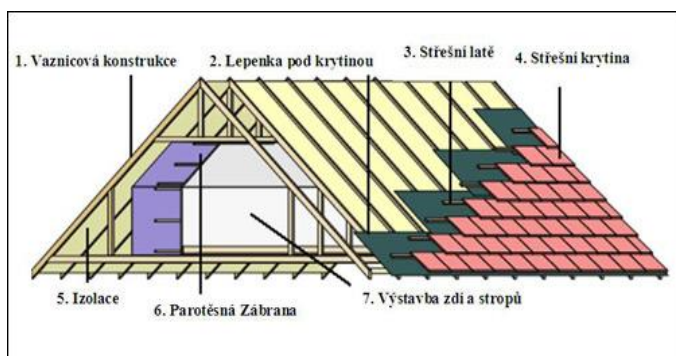 1. Vaznicová konstrukce
2. Lepenka pod krytinou
3. Střešní latě
4. Střešní krytina
5. Izolace
6. Parotěsná Zábrana
7. Výstavba zdí a stropů